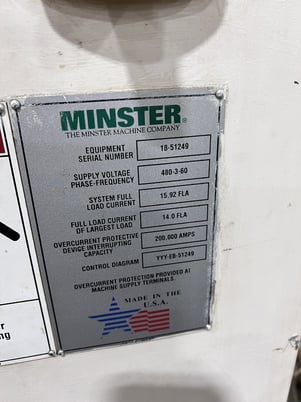 MINSTER®
THE MINSTER MACHINE COMPANY
EQUIPMENT
SERIAL NUMBER
18-51249
SUPPLY VOLTAGE
PHASE-FREQUENCY
480-3-60
SYSTEM FULL
LOAD CURRENT
15.92 FLA
FULL LOAD CURRENT
OF LARGEST LOAD
14.0 FLA
OVERCURRENT PROTECTIVE
DEVICE INTERRUPTING
CAPACITY
200,000 AMPS
CONTROL DIAGRAM
YYY-EB-51249
OVERCURRENT PROTECTION PROVIDED AT
MACHINE SUPPLY TERMINALS.
MADE IN THE
U.S.A.